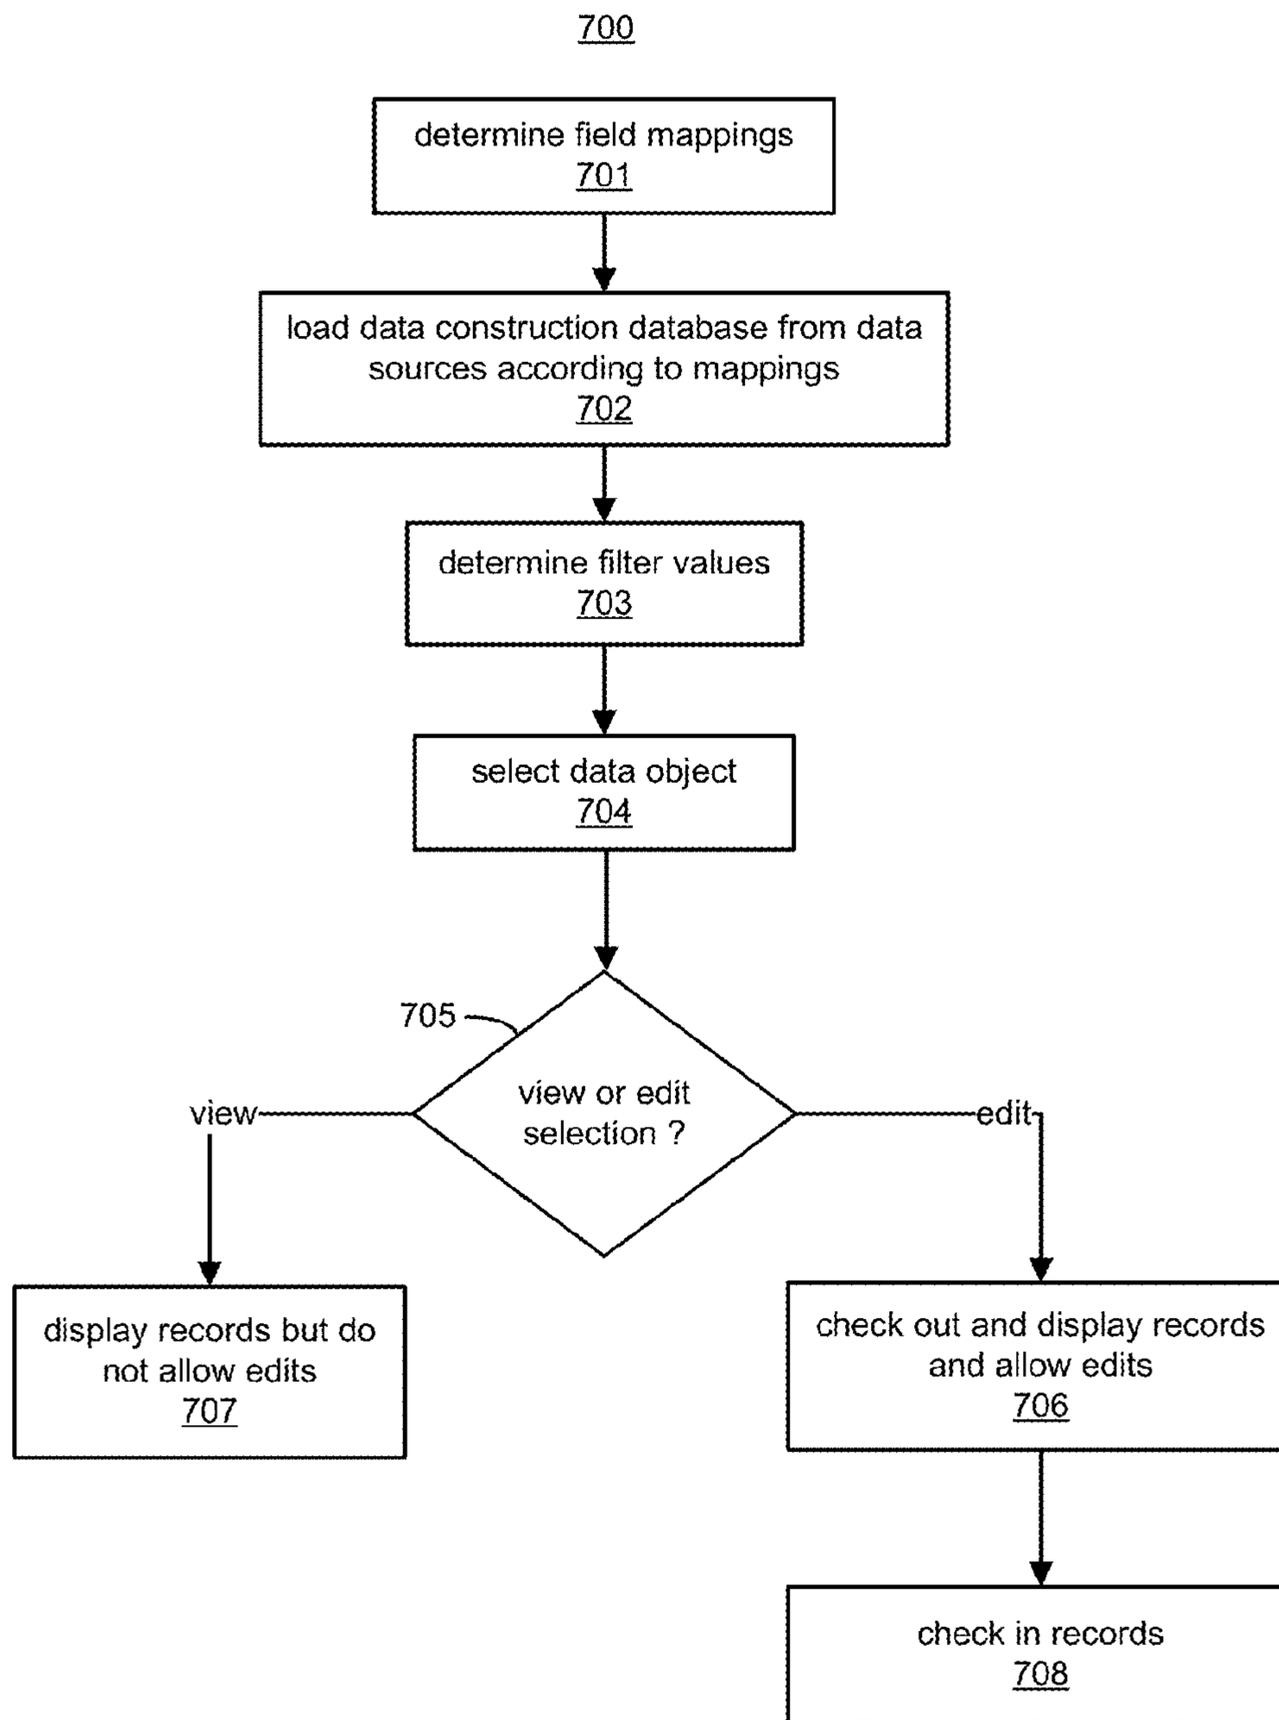 700
determine field mappings
701
load data construction database from data
sources according to mappings
702
determine filter values
703
select data object
704
705
view or edit
selection ?
view
edit
display records but do
not allow edits
707
check out and display records
and allow edits
706
check in records
708